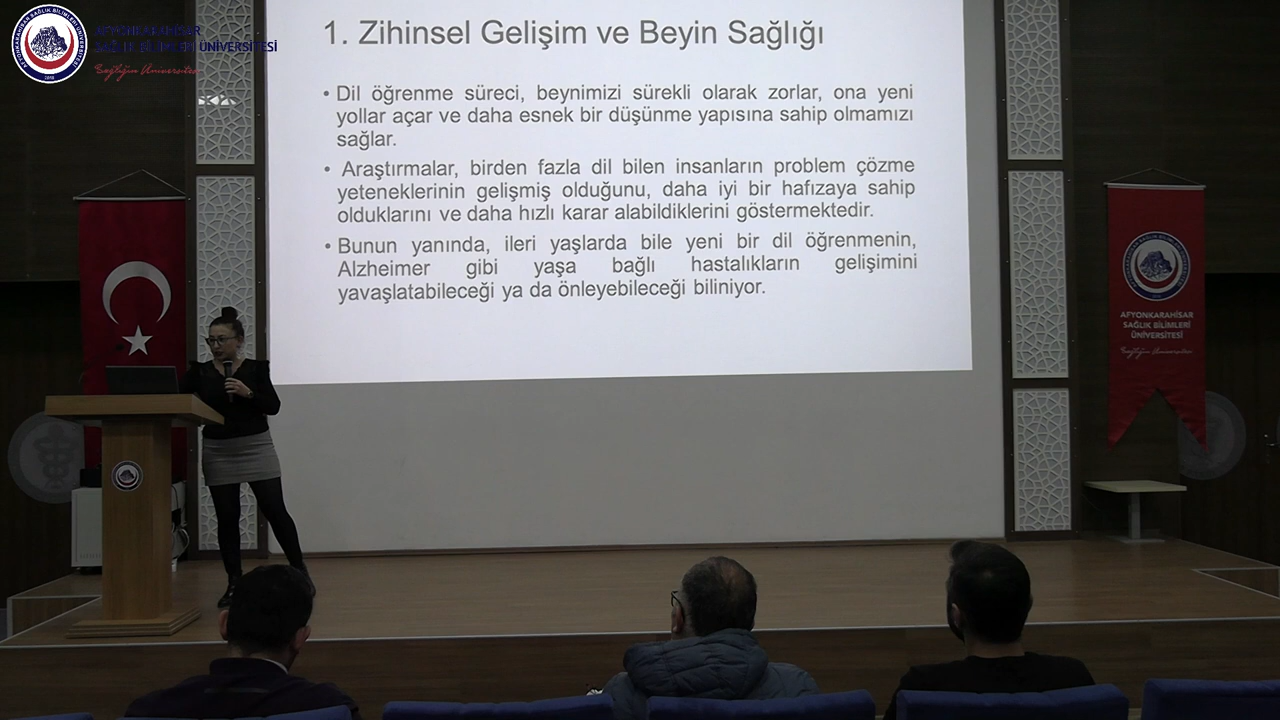 AFYONKARAHİSAR
SAĞLIK BİLİMLERİ ÜNİVERSİTESİ
Sağlığın Üniversitesi
1. Zihinsel Gelişim ve Beyin Sağlığı
• Dil öğrenme süreci, beynimizi sürekli olarak zorlar, ona yeni
yollar açar ve daha esnek bir düşünme yapısına sahip olmamızı
sağlar.
• Araştırmalar, birden fazla dil bilen insanların problem çözme
yeteneklerinin gelişmiş olduğunu, daha iyi bir hafızaya sahip
olduklarını ve daha hızlı karar alabildiklerini göstermektedir.
• Bunun yanında, ileri yaşlarda bile yeni bir dil öğrenmenin,
Alzheimer gibi yaşa bağlı hastalıkların gelişimini
yavaşlatabileceği ya da önleyebileceği biliniyor.
AFYONKARAHİSAR
SAĞLIK BİLİMLERİ
ÜNİVERSİTESİ
Sağlığın Üniversitesi